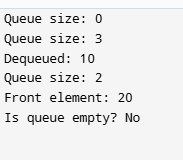 Queue size: 0
Queue size: 3
Dequeued: 10
Queue size: 2
Front element: 20
Is queue empty? No